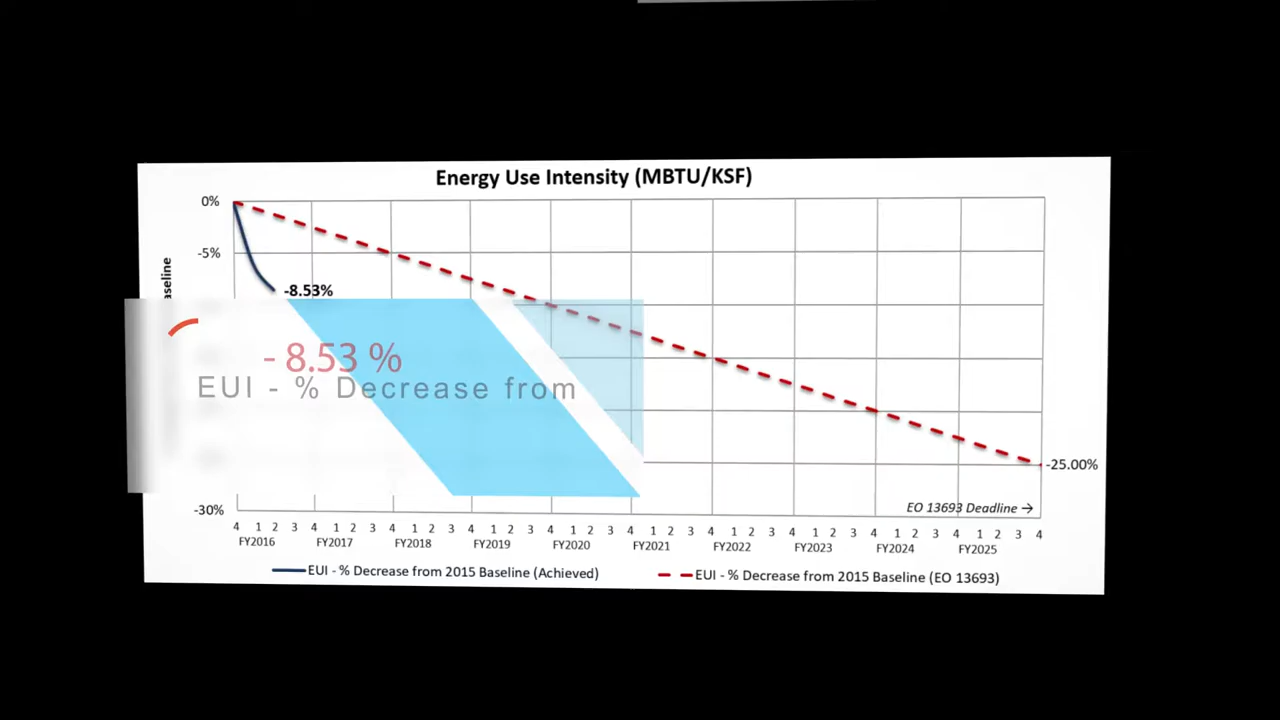 Energy Use Intensity (MBTU/KSF)
0%
-5%
-8.53%
- 8.53 %
EUI - % Decrease from
-25.00%
-30%
EO 13693 Deadline →
4 1 2 3 4 1 2 3 4 1 2 3 4 1 2 3 4 1 2 3 4 1 2 3 4 1 2 3 4 1 2 3 4 1 2 3 4 1 2 3 4
FY2016 FY2017 FY2018 FY2019 FY2020 FY2021 FY2022 FY2023 FY2024 FY2025
EUI - % Decrease from 2015 Baseline (Achieved) EUI - % Decrease from 2015 Baseline (EO 13693)